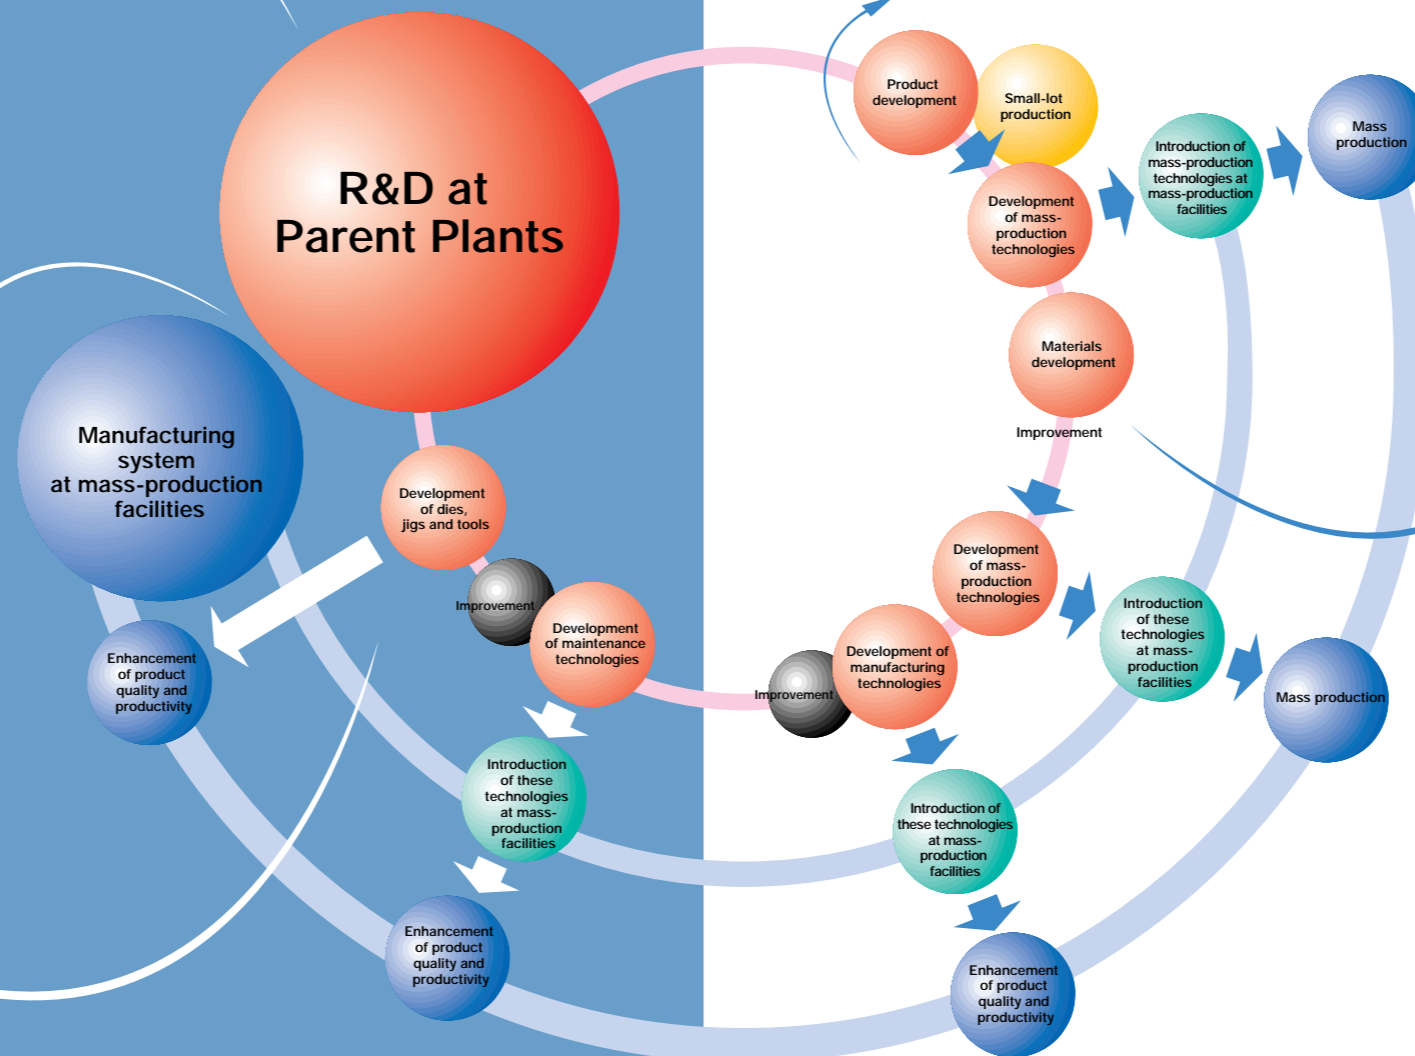 R&D at
Parent Plants
Manufacturing
system
at mass-production
facilities
Product
development
Small-lot
production
Development
of mass-
production
technologies
Introduction of
mass-production
technologies at
mass-production
facilities
Mass
production
Materials
development
Improvement
Development
of mass-
production
technologies
Introduction
of these
technologies
at mass-
production
facilities
Mass production
Development of
manufacturing
technologies
Improvement
Introduction of
these technologies
at mass-
production
facilities
Enhancement
of product
quality and
productivity
Development
of dies,
jigs and tools
Improvement
Development
of maintenance
technologies
Enhancement
of product
quality and
productivity
Introduction
of these
technologies
at mass-
production
facilities
Enhancement
of product
quality and
productivity